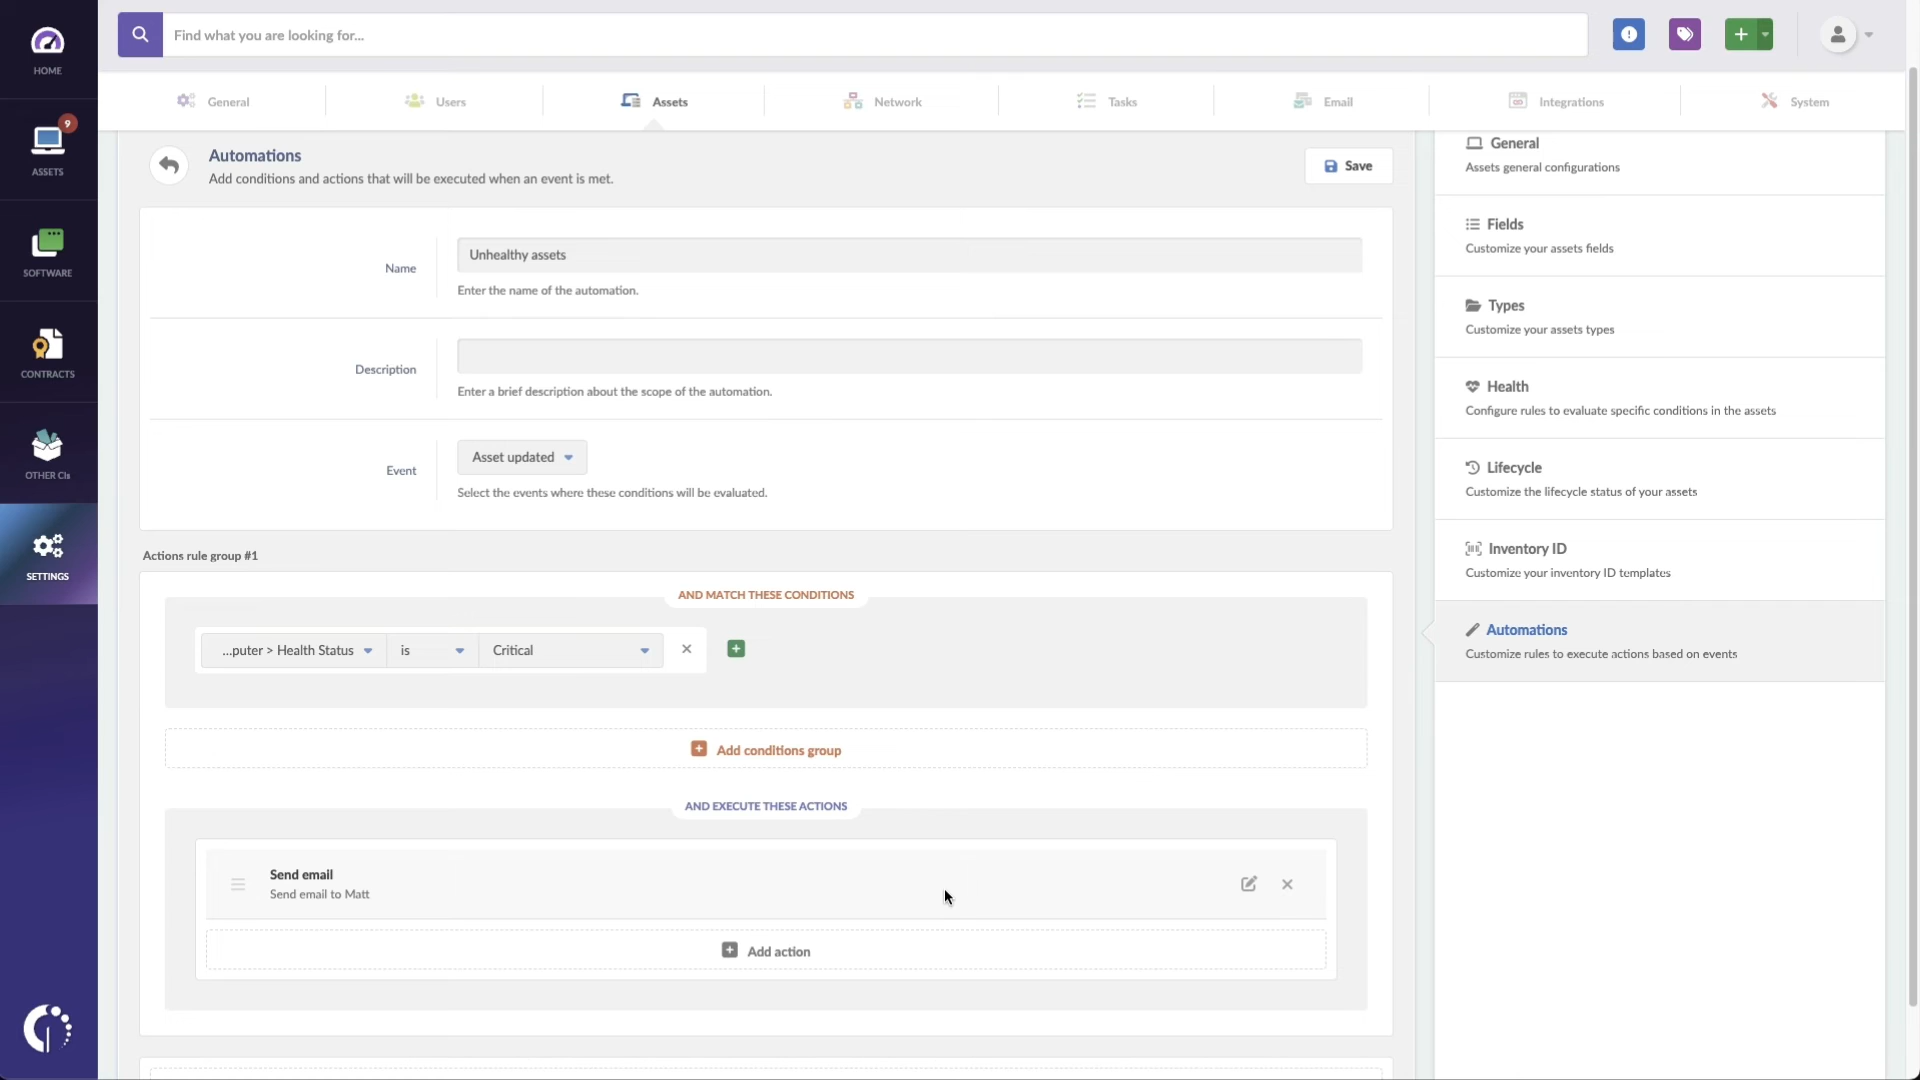 Find what you are looking for...
HOME
9
ASSETS
SOFTWARE
CONTRACTS
OTHER CIs
SETTINGS
General
Users
Assets
Network
Tasks
Email
Integrations
System
Automations
Add conditions and actions that will be executed when an event is met.
Save
Name
Unhealthy assets
Enter the name of the automation.
Description
Enter a brief description about the scope of the automation.
Event
Asset updated
Select the events where these conditions will be evaluated.
Actions rule group #1
AND MATCH THESE CONDITIONS
...puter > Health Status
is
Critical
Add conditions group
AND EXECUTE THESE ACTIONS
Send email
Send email to Matt
Add action
General
Assets general configurations
Fields
Customize your assets fields
Types
Customize your assets types
Health
Configure rules to evaluate specific conditions in the assets
Lifecycle
Customize the lifecycle status of your assets
Inventory ID
Customize your inventory ID templates
Automations
Customize rules to execute actions based on events